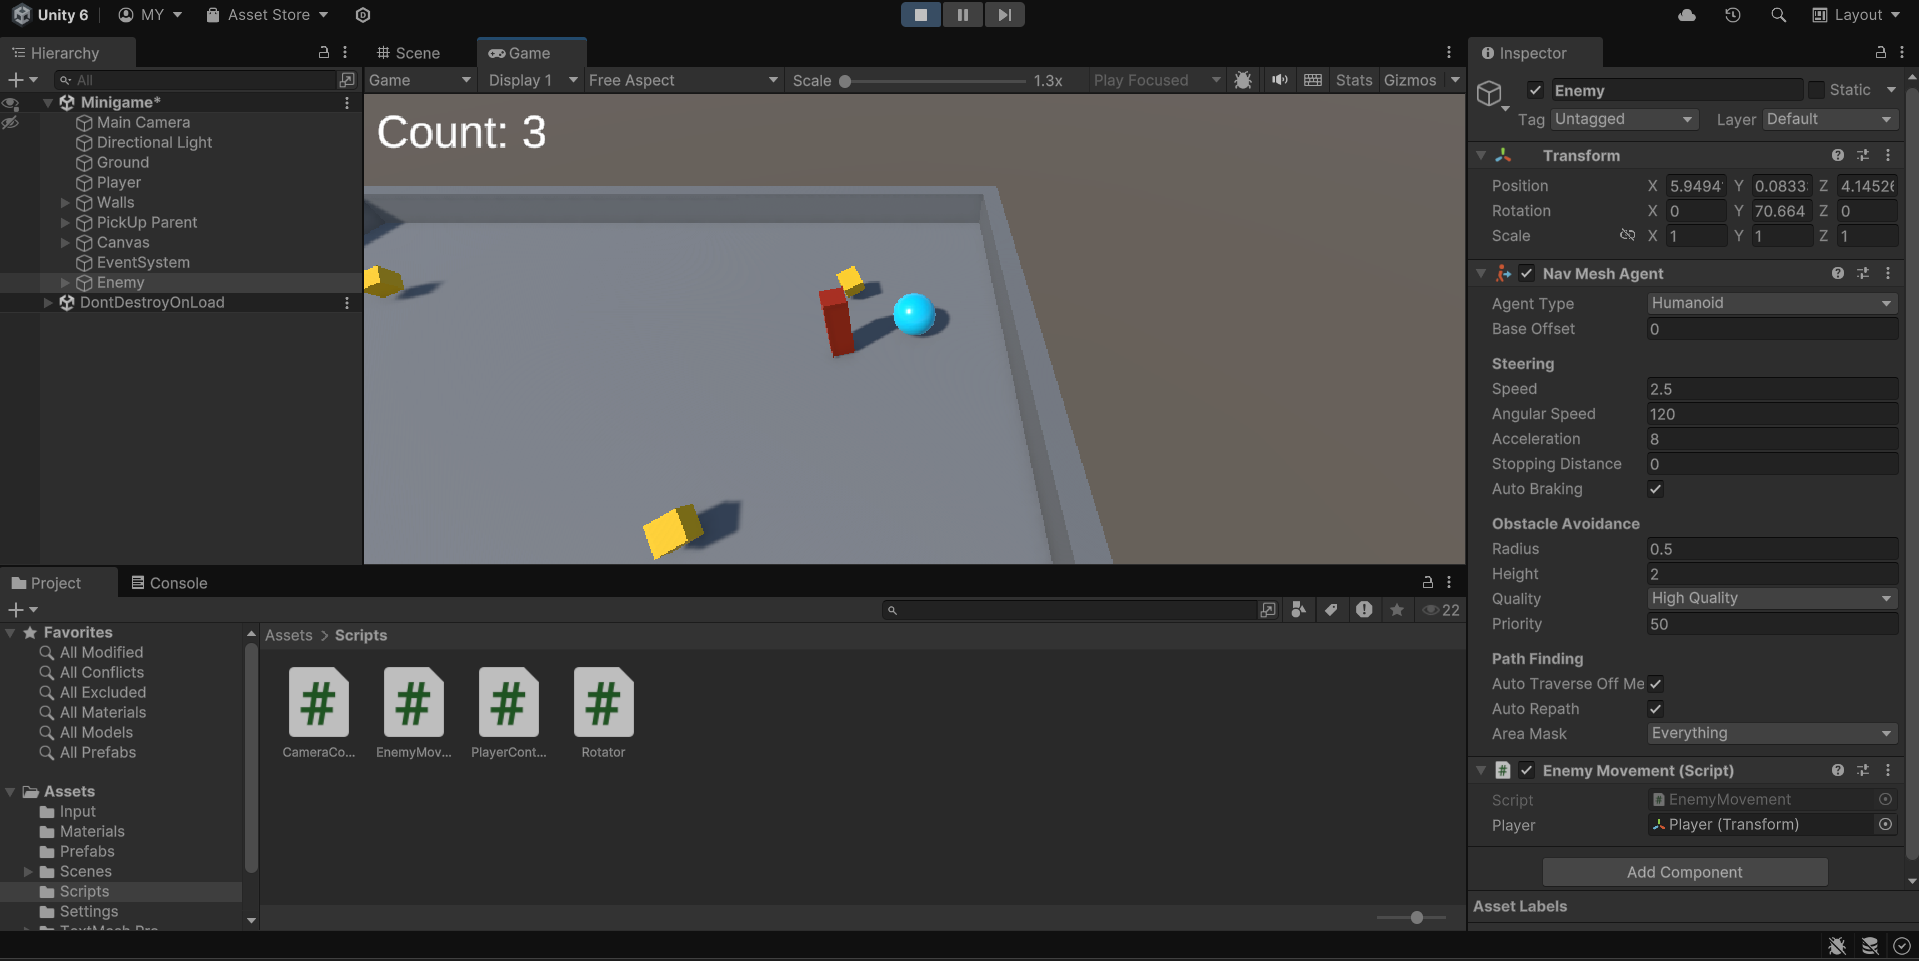 Unity 6
MY
Asset Store
Layout
Hierarchy
All
Minigame*
Main Camera
Directional Light
Ground
Player
Walls
PickUp Parent
Canvas
EventSystem
Enemy
DontDestroyOnLoad
Scene
Game
Game
Display 1
Free Aspect
Scale
1.3x
Play Focused
Stats
Gizmos
Count: 3
Project
Console
22
Favorites
All Modified
All Conflicts
All Excluded
All Materials
All Models
All Prefabs
Assets
Input
Materials
Prefabs
Scenes
Scripts
Settings
TextMesh Pro
Assets > Scripts
CameraCo...
EnemyMov...
PlayerCont...
Rotator
Inspector
Enemy
Static
Tag Untagged Layer Default
Transform
Position X 5.9494 Y 0.0833 Z 4.14526
Rotation X 0 Y 70.664 Z 0
Scale X 1 Y 1 Z 1
Nav Mesh Agent
Agent Type Humanoid
Base Offset 0
Steering
Speed 2.5
Angular Speed 120
Acceleration 8
Stopping Distance 0
Auto Braking
Obstacle Avoidance
Radius 0.5
Height 2
Quality High Quality
Priority 50
Path Finding
Auto Traverse Off Me
Auto Repath
Area Mask Everything
Enemy Movement (Script)
Script EnemyMovement
Player Player (Transform)
Add Component
Asset Labels